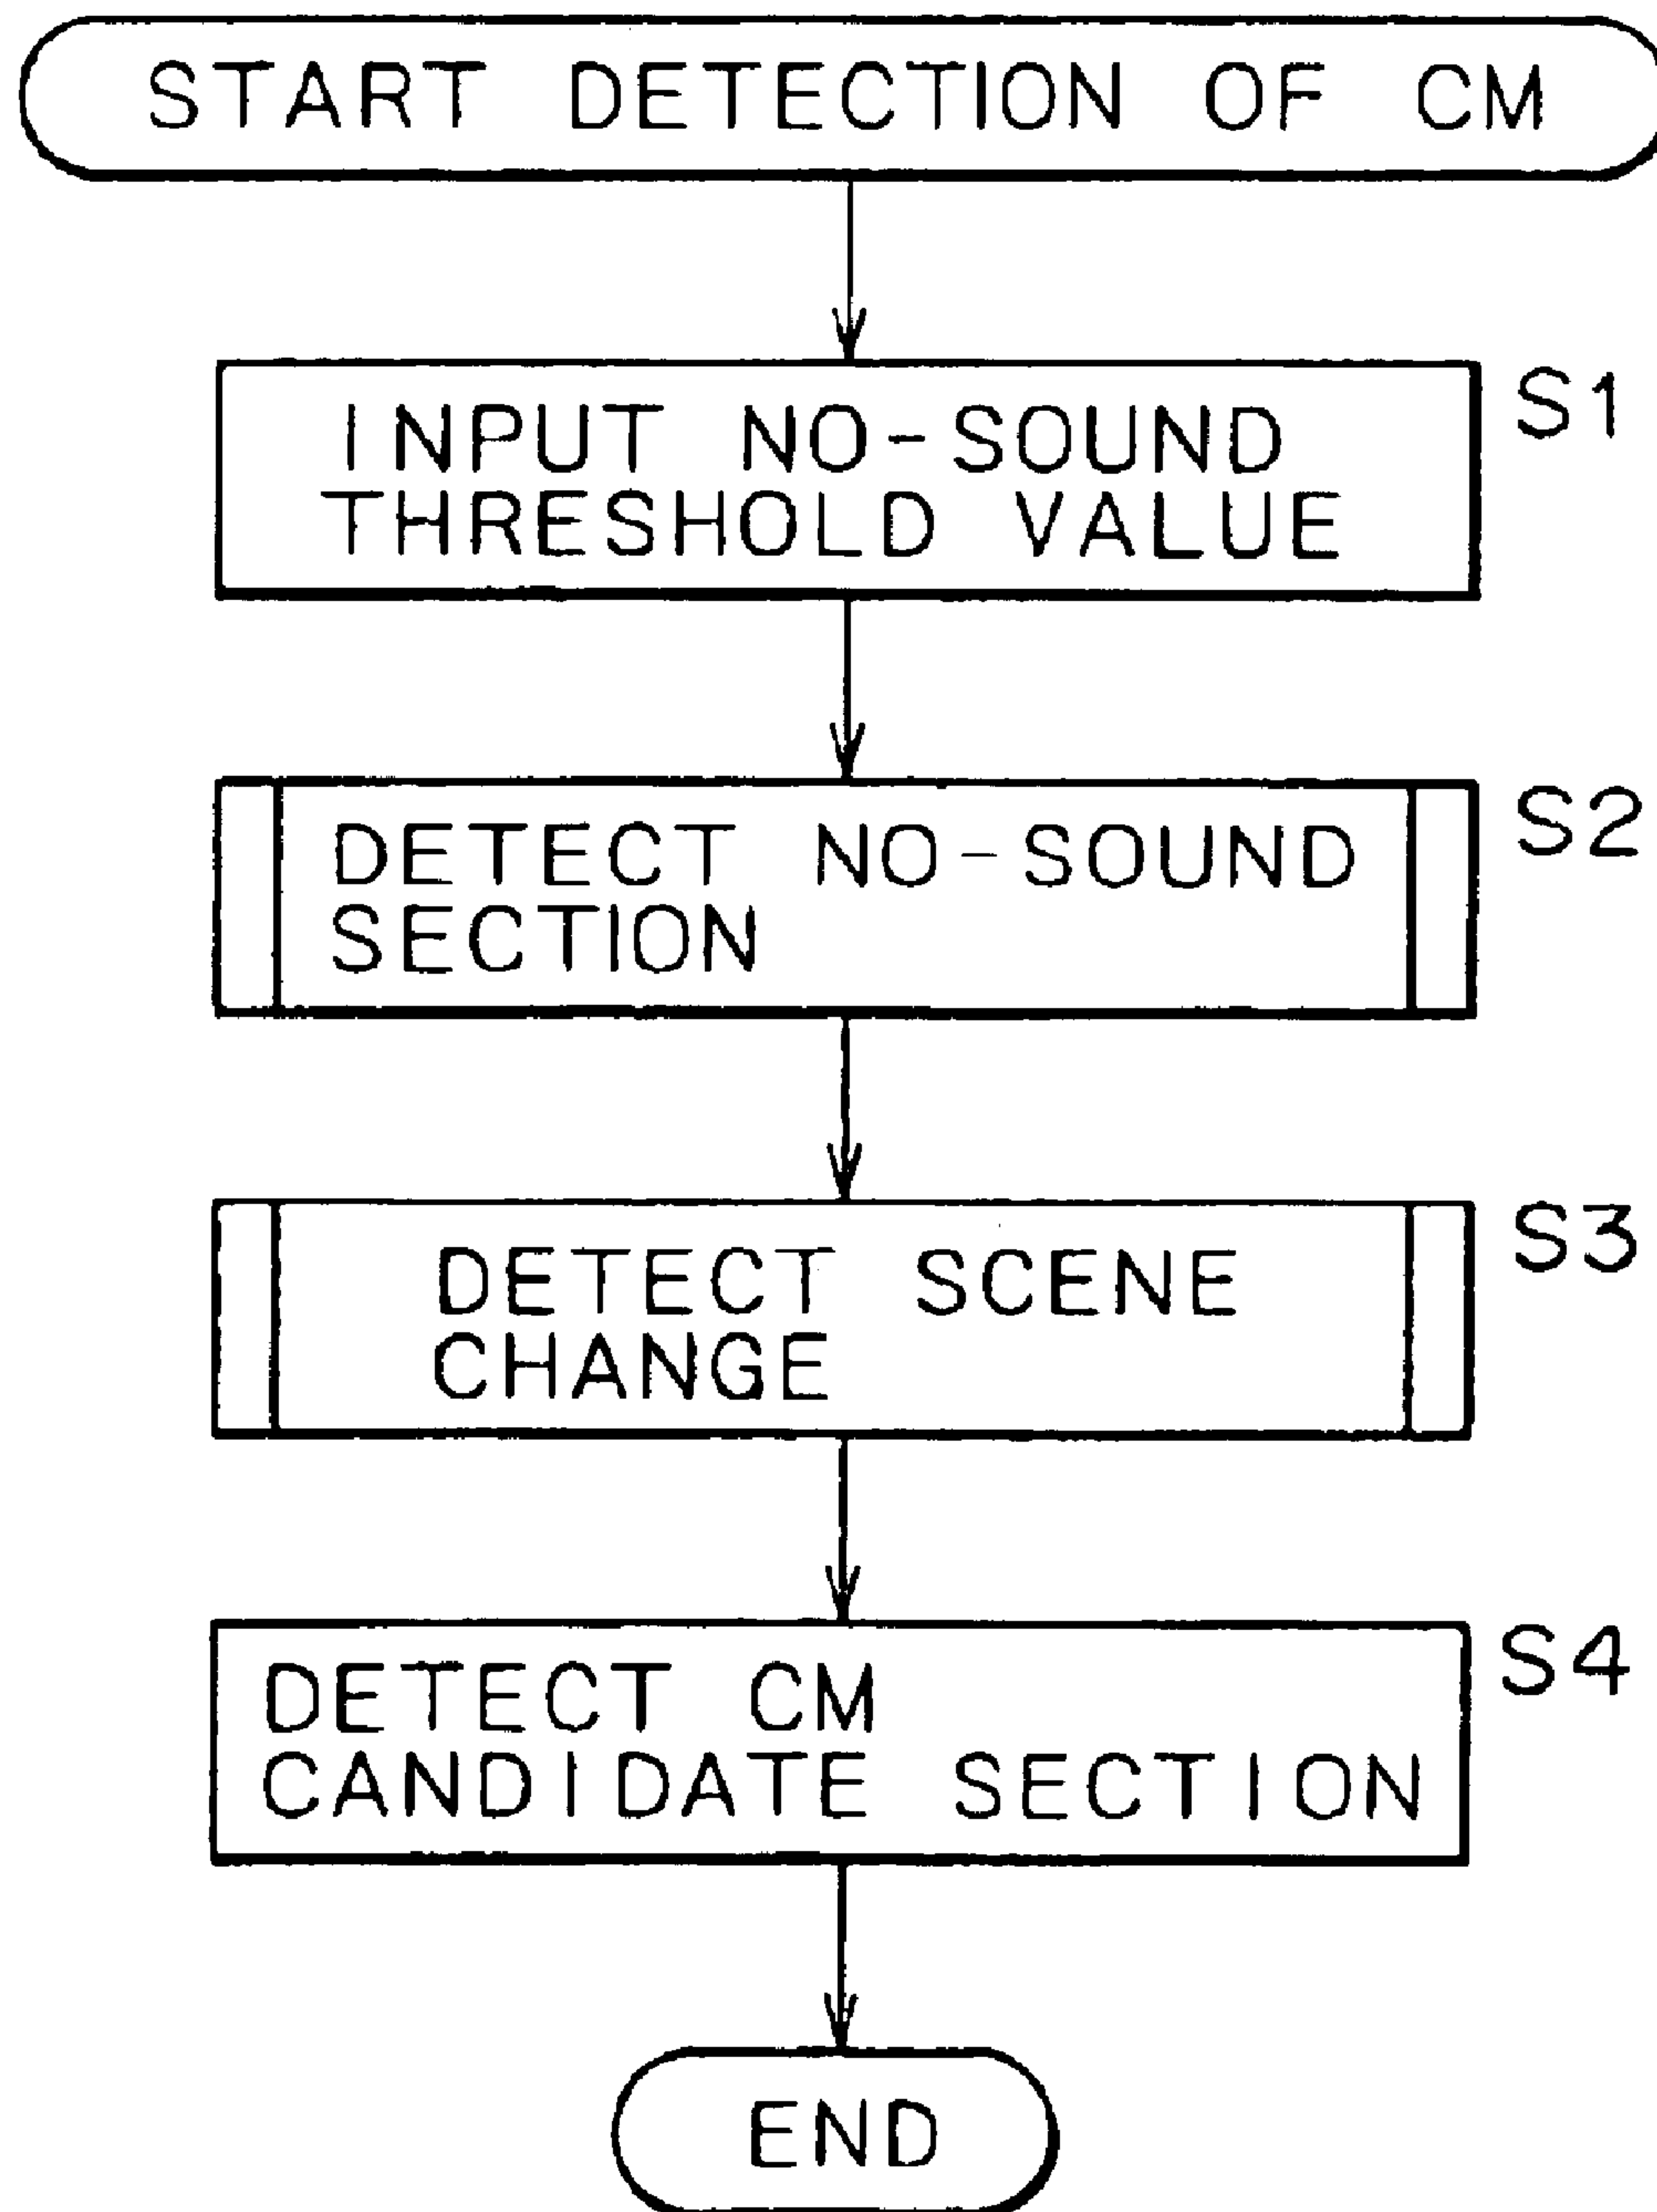 START DETECTION OF CM
S1
INPUT NO-SOUND
THRESHOLD VALUE
S2
DETECT NO-SOUND
SECTION
S3
DETECT SCENE
CHANGE
S4
DETECT CM
CANDIDATE SECTION
END